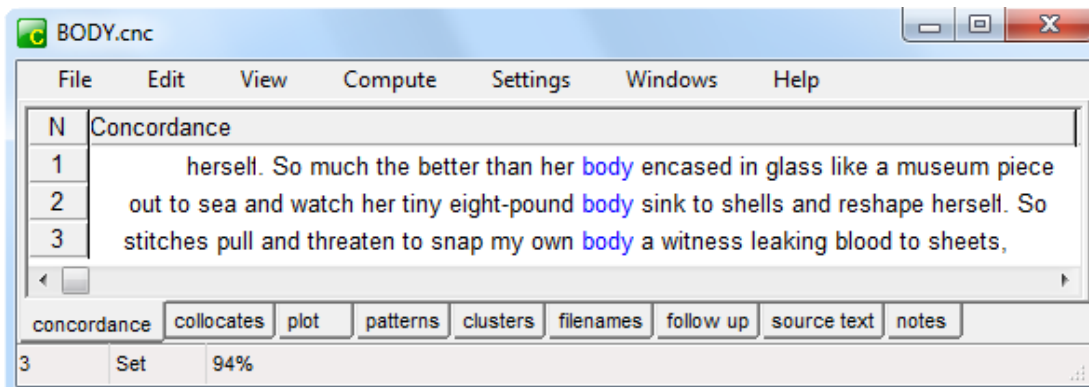 BODY.cnc
File Edit View Compute Settings Windows Help
N Concordance
1 herself. So much the better than her body encased in glass like a museum piece
2 out to sea and watch her tiny eight-pound body sink to shells and reshape herself. So
3 stitches pull and threaten to snap my own body a witness leaking blood to sheets,
concordance collocates plot patterns clusters filenames follow up source text notes
3 Set 94%